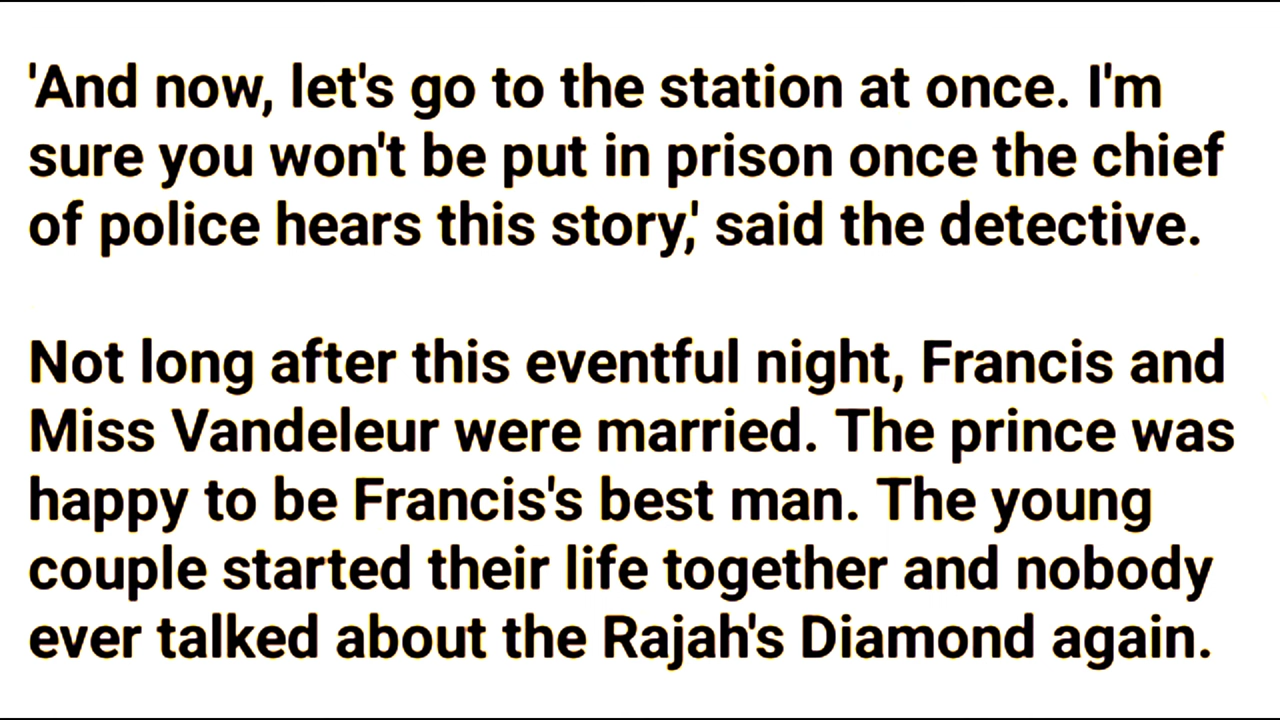 'And now, let's go to the station at once. I'm
sure you won't be put in prison once the chief
of police hears this story,' said the detective.
Not long after this eventful night, Francis and
Miss Vandeleur were married. The prince was
happy to be Francis's best man. The young
couple started their life together and nobody
ever talked about the Rajah's Diamond again.